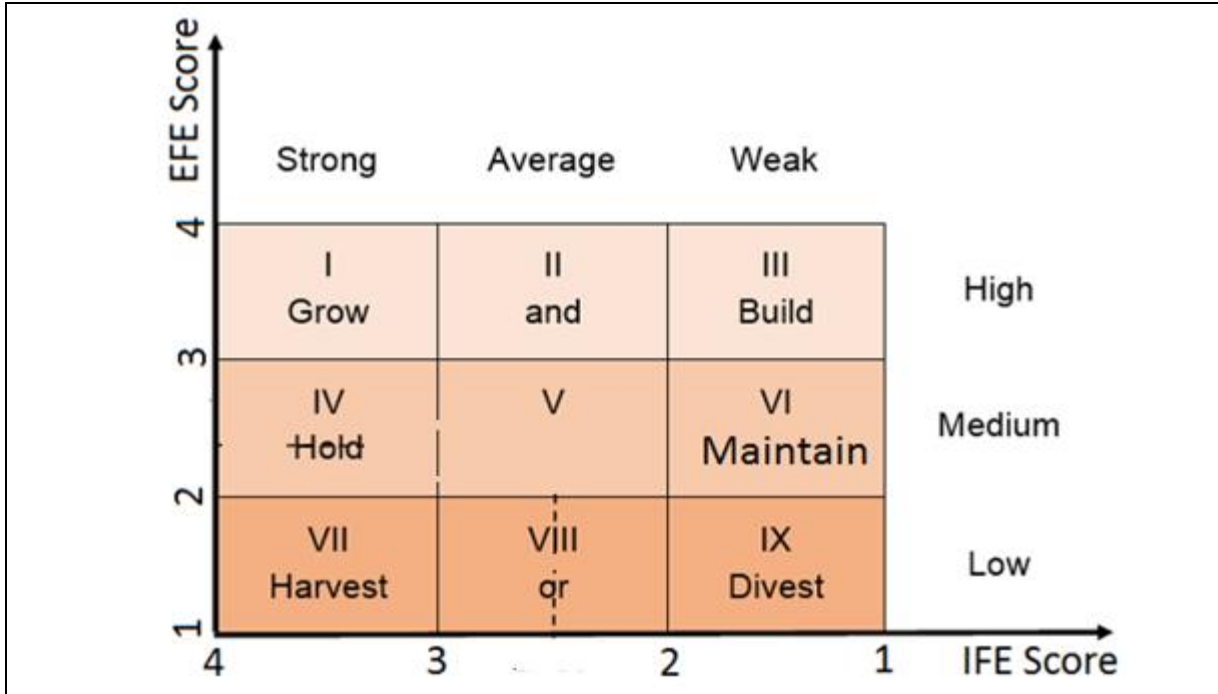 EFE Score
Strong Average Weak
4
I II III High
Grow and Build
3
IV V VI Medium
Hold Maintain
2
VII VIII IX Low
Harvest or Divest
1
4 3 2 1 IFE Score